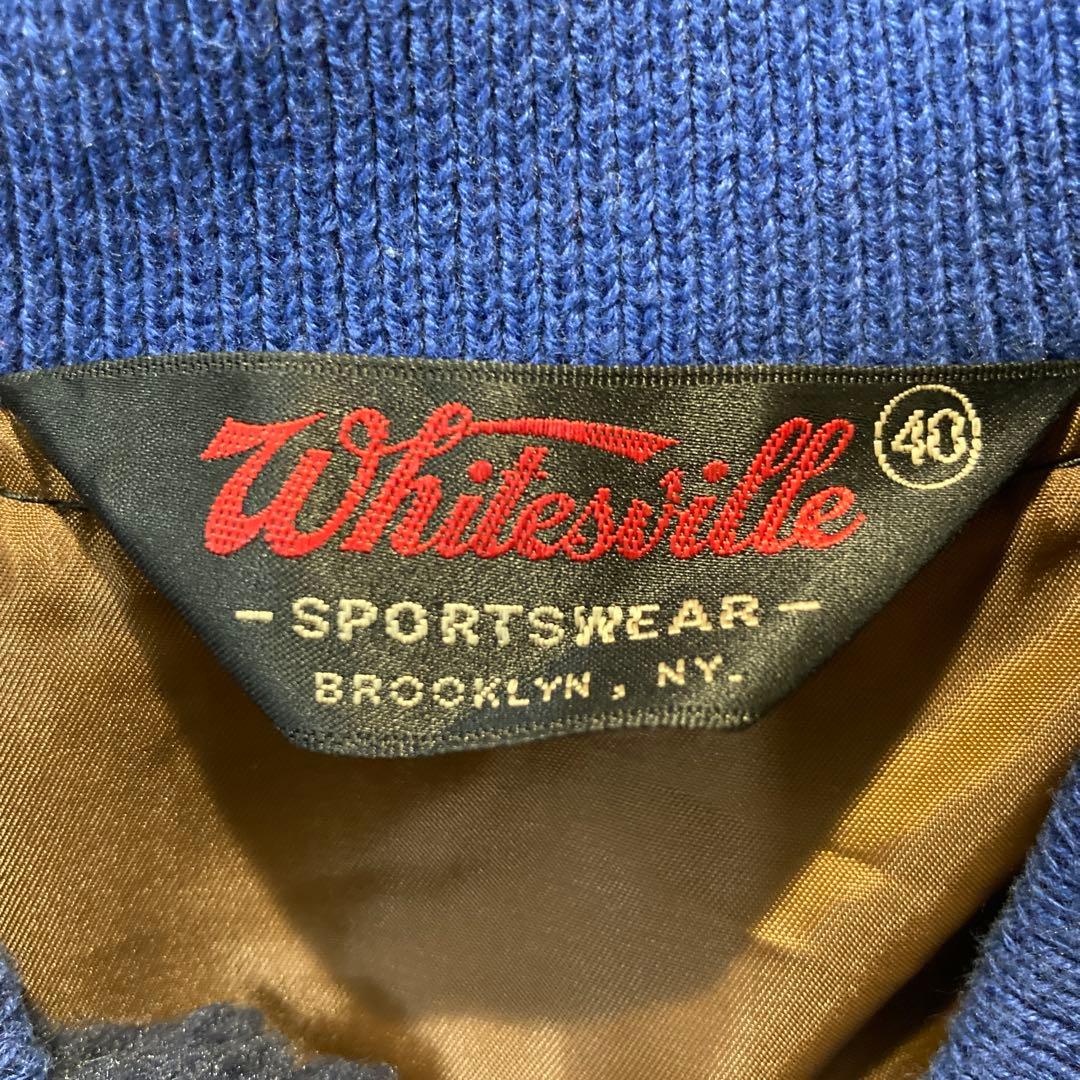 Whitesville 40
- SPORTSWEAR -
BROOKLYN, NY.